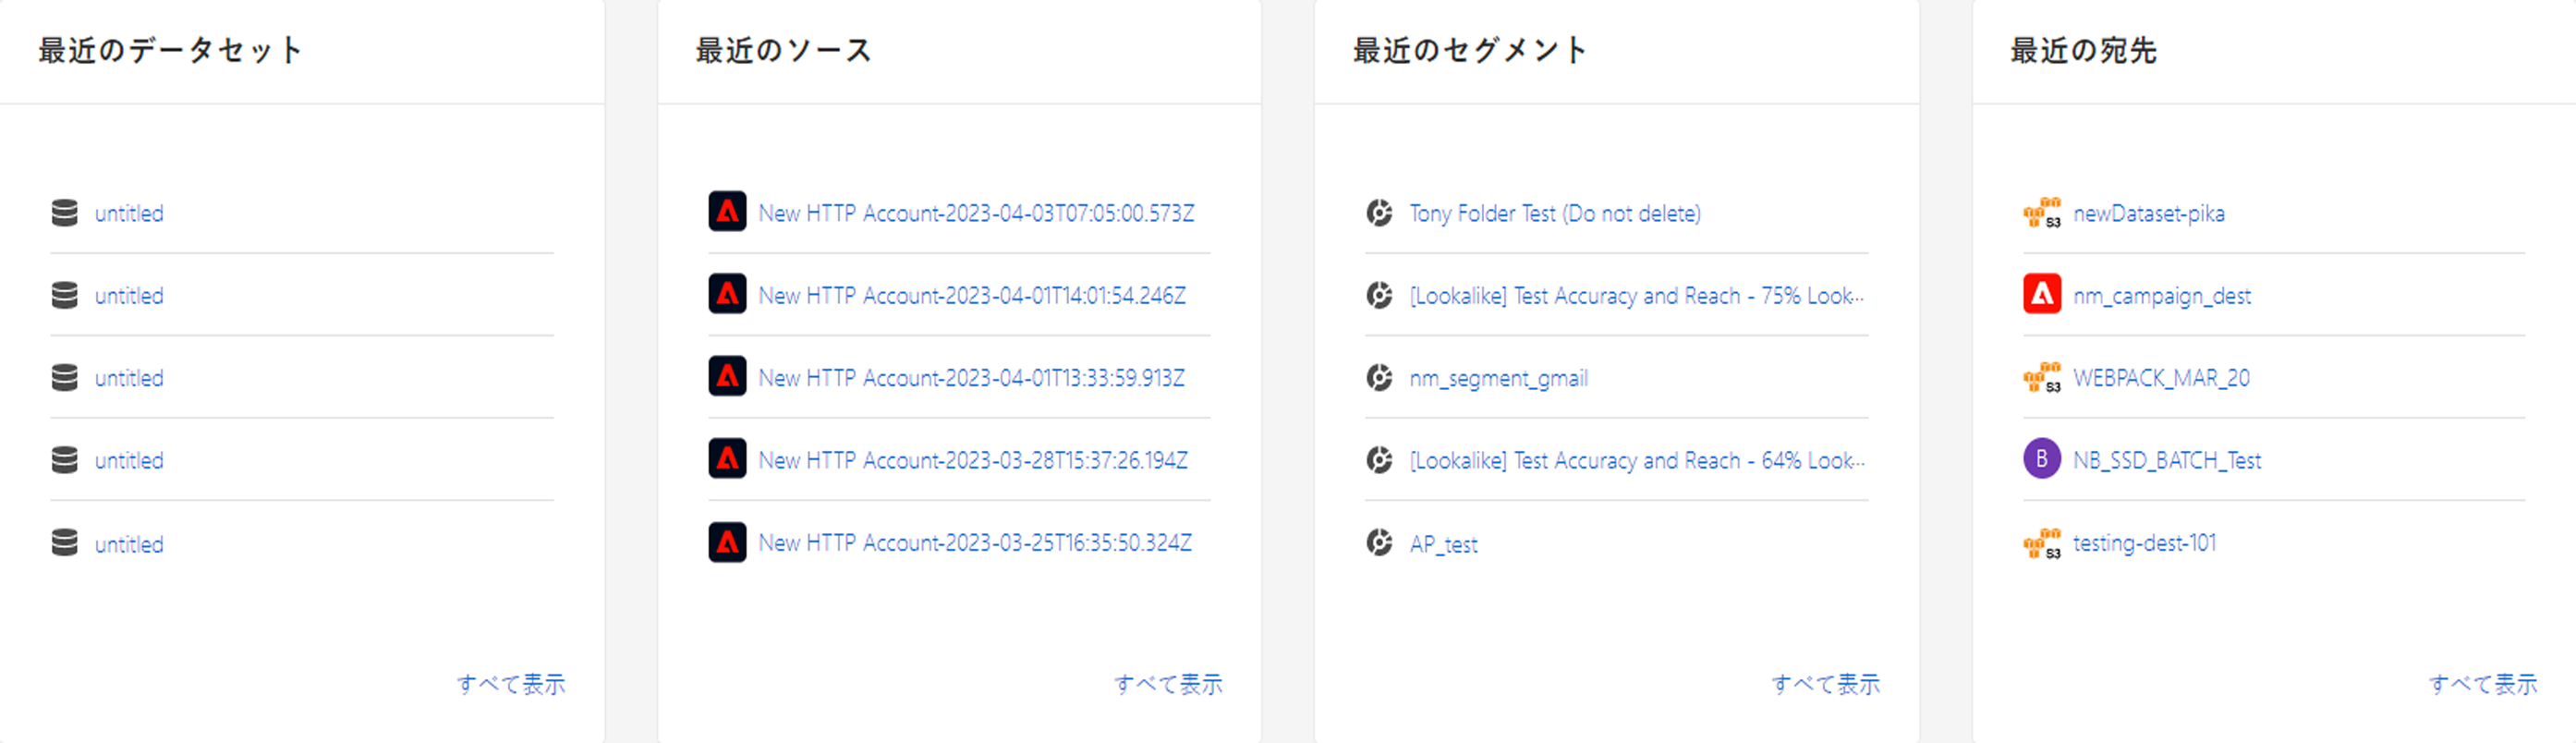 最近のデータセット
untitled
untitled
untitled
untitled
untitled
すべて表示
最近のソース
New HTTP Account-2023-04-03T07:05:00.573Z
New HTTP Account-2023-04-01T14:01:54.246Z
New HTTP Account-2023-04-01T13:33:59.913Z
New HTTP Account-2023-03-28T15:37:26.194Z
New HTTP Account-2023-03-25T16:35:50.324Z
すべて表示
最近のセグメント
Tony Folder Test (Do not delete)
[Lookalike] Test Accuracy and Reach - 75% Look…
nm_segment_gmail
[Lookalike] Test Accuracy and Reach - 64% Look…
AP_test
すべて表示
最近の宛先
S3 newDataset-pika
nm_campaign_dest
S3 WEBPACK_MAR_20
B NB_SSD_BATCH_Test
S3 testing-dest-101
すべて表示